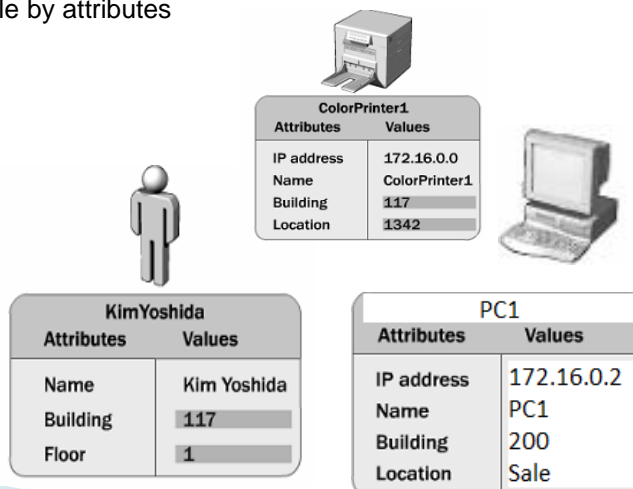 le by attributes
ColorPrinter1
Attributes Values
IP address 172.16.0.0
Name ColorPrinter1
Building 117
Location 1342
KimYoshida
Attributes Values
Name Kim Yoshida
Building 117
Floor 1
PC1
Attributes Values
IP address 172.16.0.2
Name PC1
Building 200
Location Sale